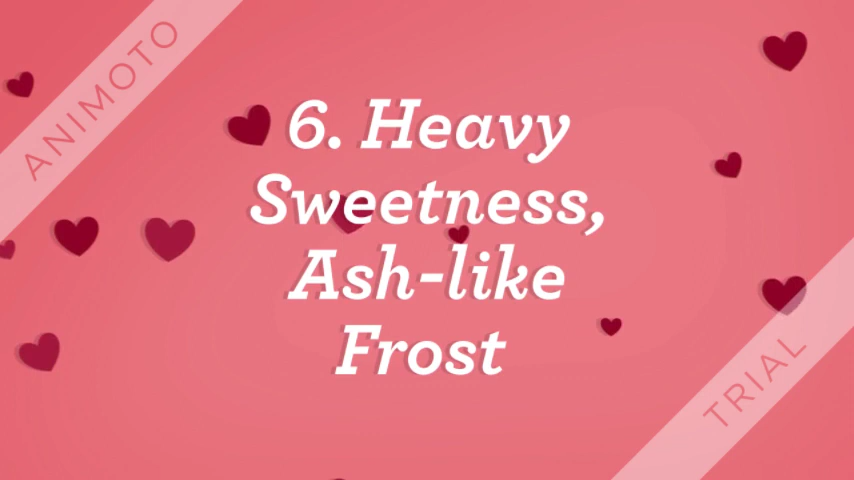 ANIMOTO
6. Heavy
Sweetness,
Ash-like
Frost
TRIAL